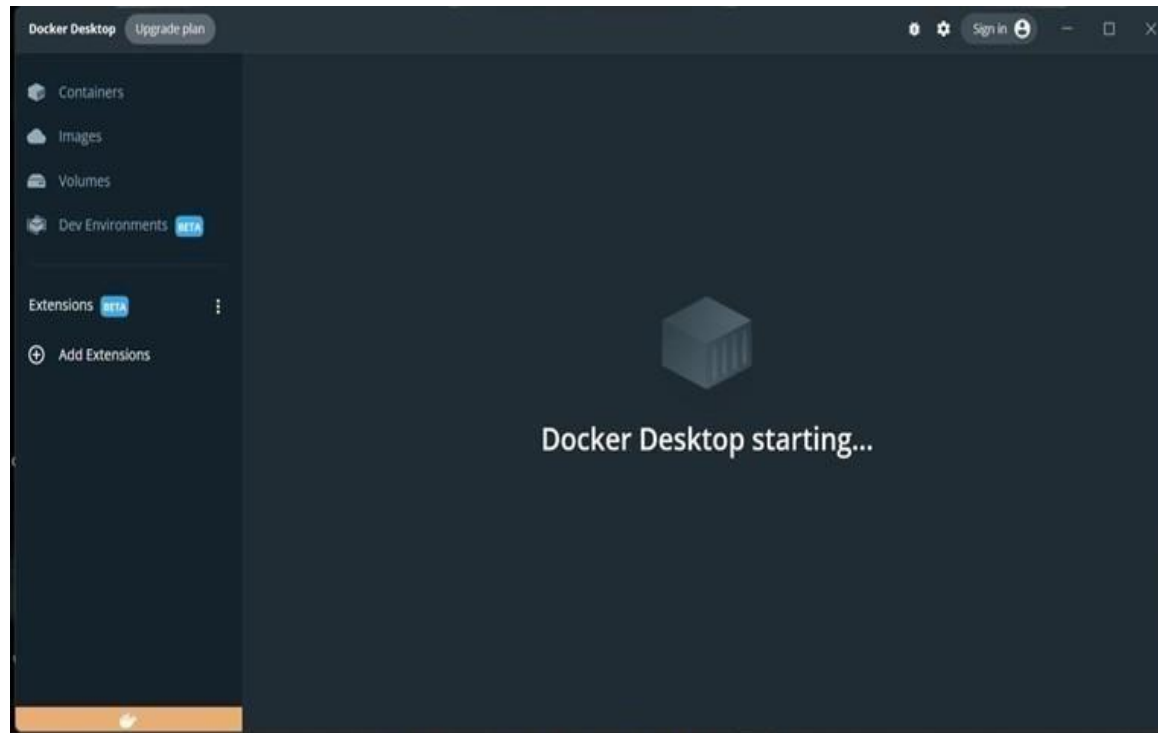 Docker Desktop Upgrade plan Sign in
Containers
Images
Volumes
Dev Environments BETA
Extensions BETA
Add Extensions
Docker Desktop starting...